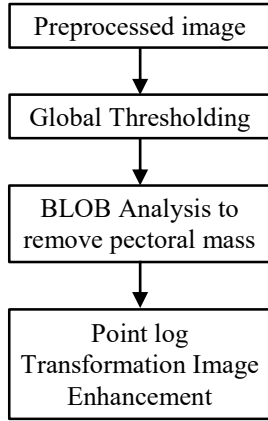 Preprocessed image
Global Thresholding
BLOB Analysis to
remove pectoral mass
Point log
Transformation Image
Enhancement